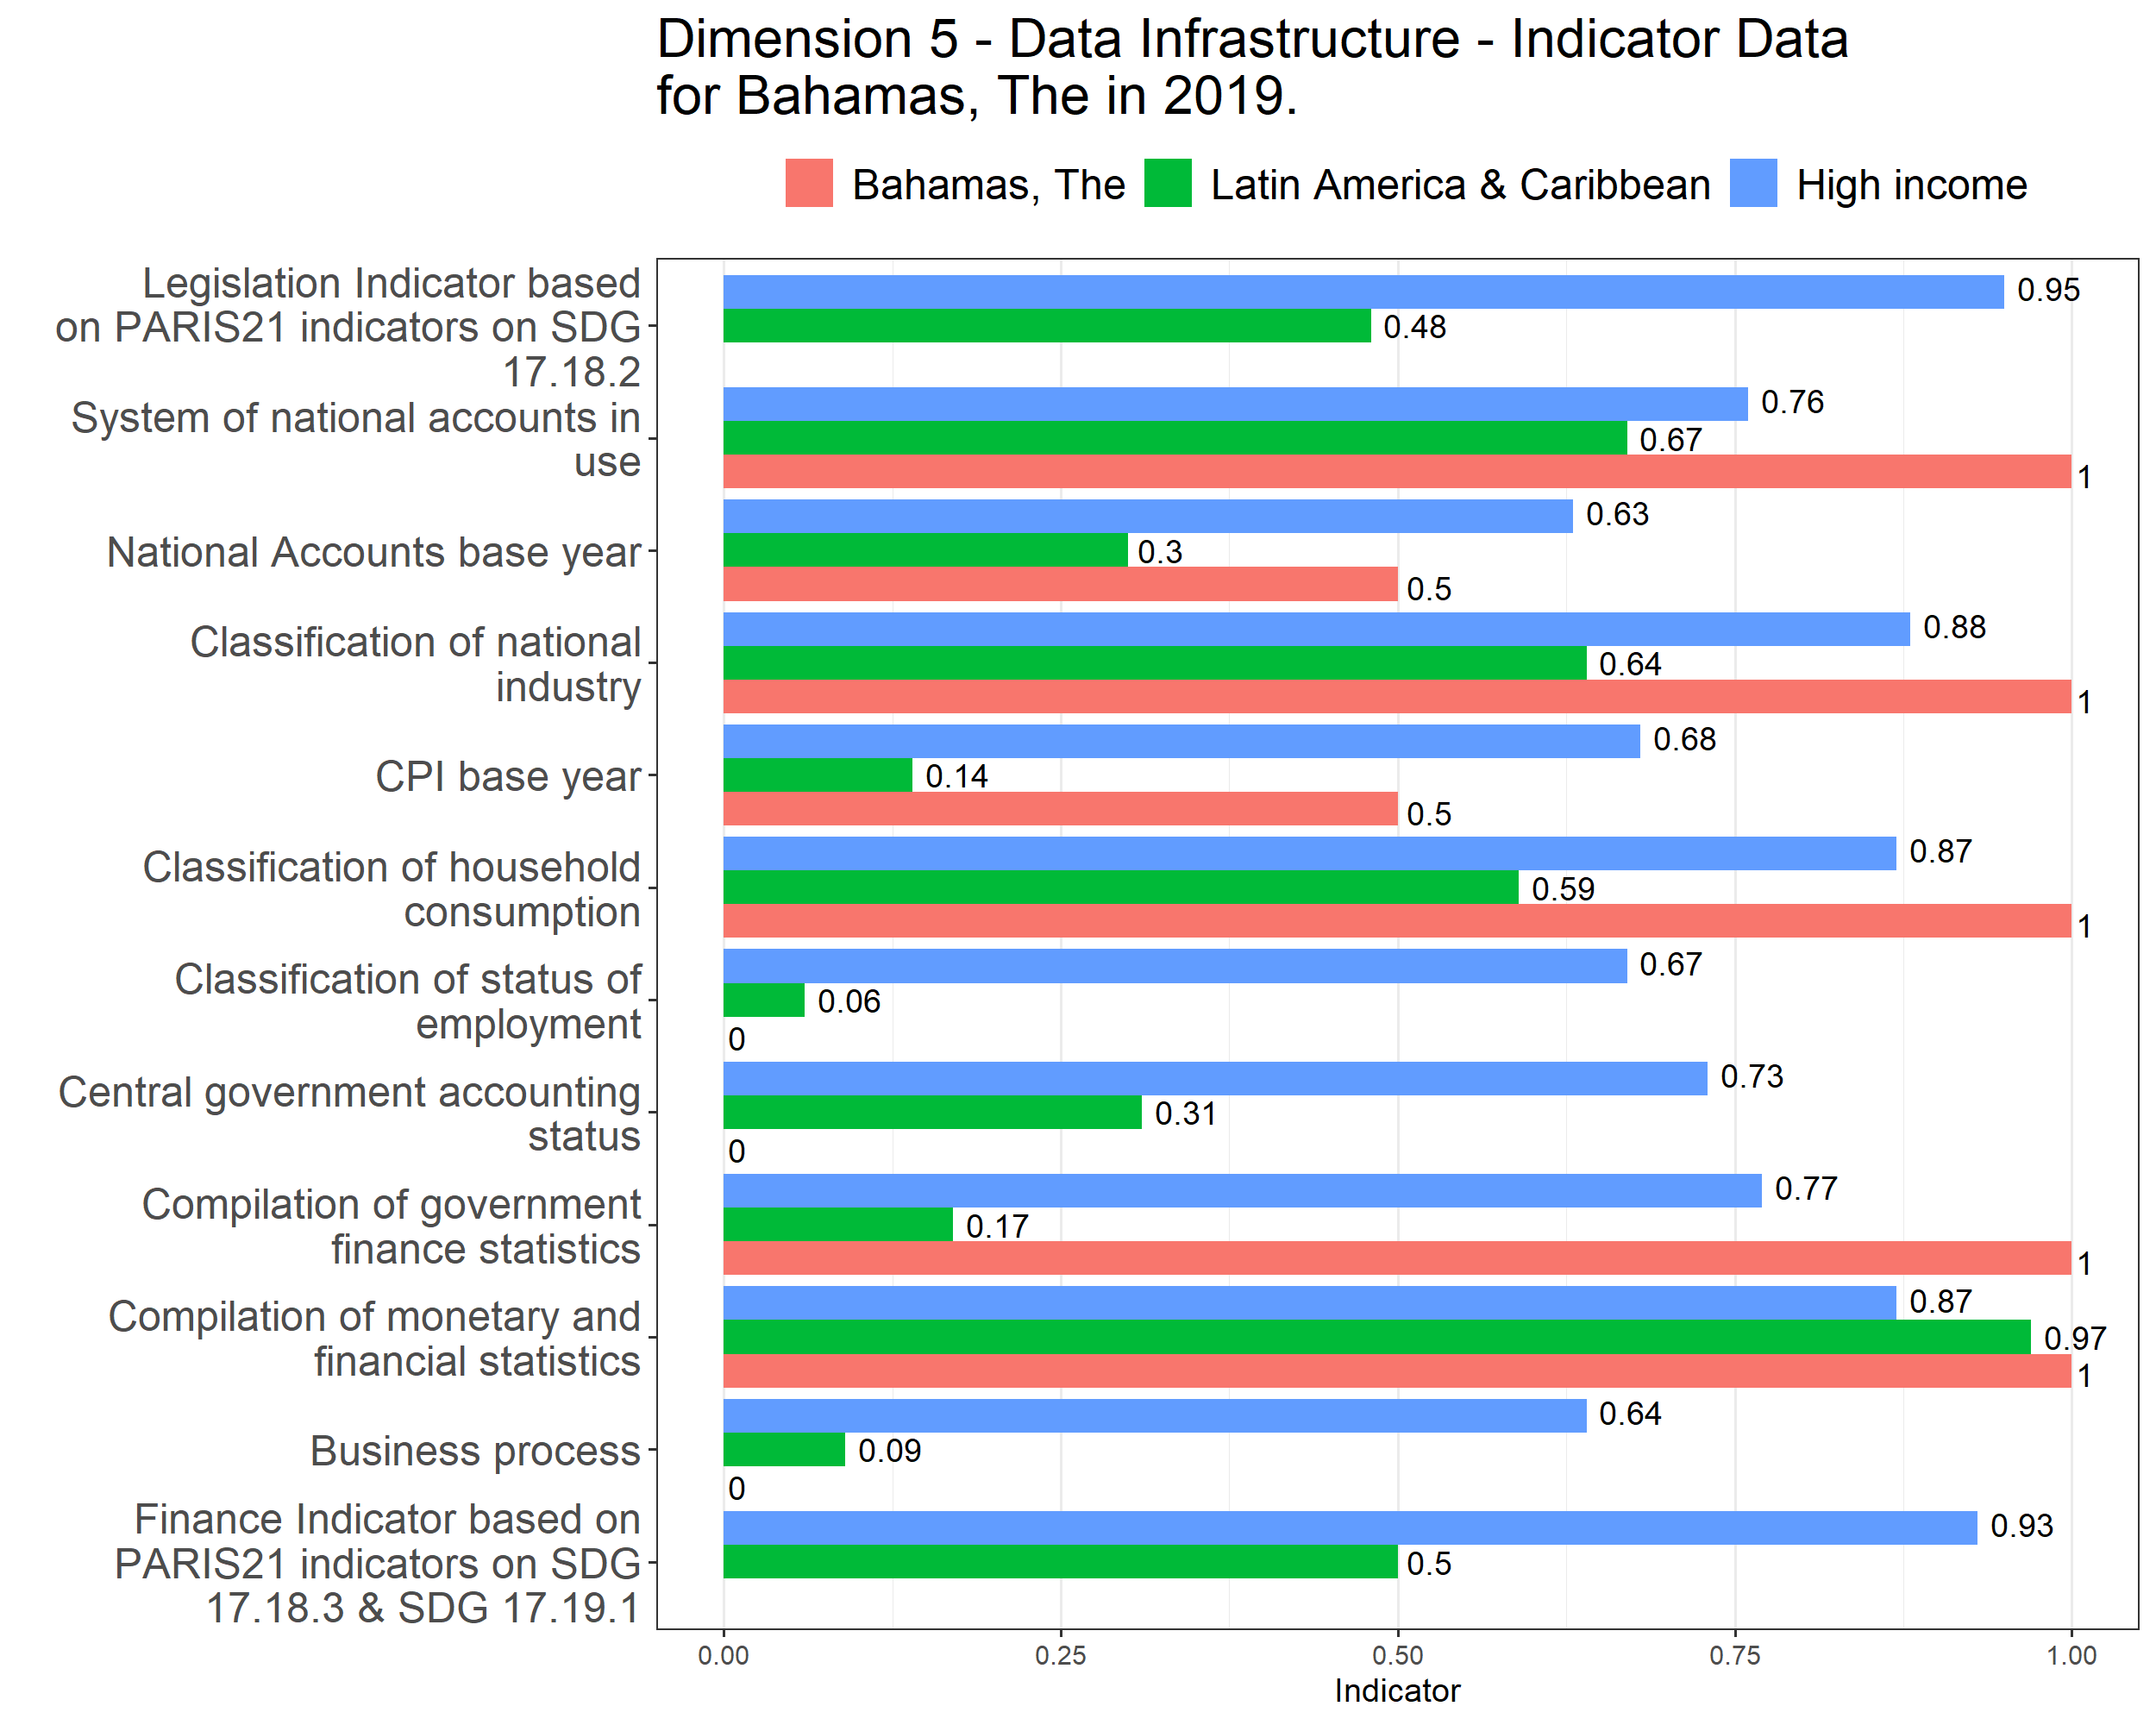 Dimension 5 - Data Infrastructure - Indicator Data
for Bahamas, The in 2019.
Bahamas, The Latin America & Caribbean High income
Legislation Indicator based
on PARIS21 indicators on SDG
17.18.2
0.95
0.48
System of national accounts in
use
0.76
0.67
1
National Accounts base year
0.63
0.3
0.5
Classification of national
industry
0.88
0.64
1
CPI base year
0.68
0.14
0.5
Classification of household
consumption
0.87
0.59
1
Classification of status of
employment
0.67
0.06
0
Central government accounting
status
0.73
0.31
0
Compilation of government
finance statistics
0.77
0.17
1
Compilation of monetary and
financial statistics
0.87
0.97
1
Business process
0.64
0.09
0
Finance Indicator based on
PARIS21 indicators on SDG
17.18.3 & SDG 17.19.1
0.93
0.5
0.00 0.25 0.50 0.75 1.00
Indicator